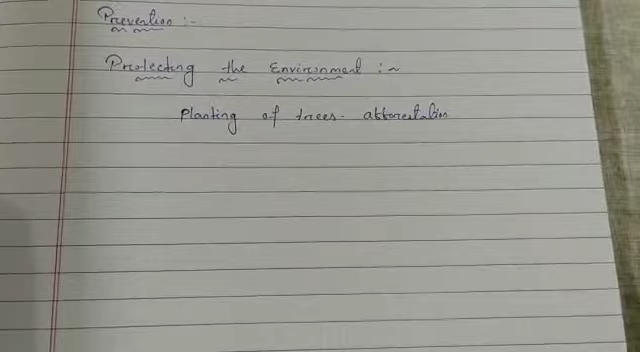 Prevention :-
Protecting the Environment :~
Planting of trees - afforestation